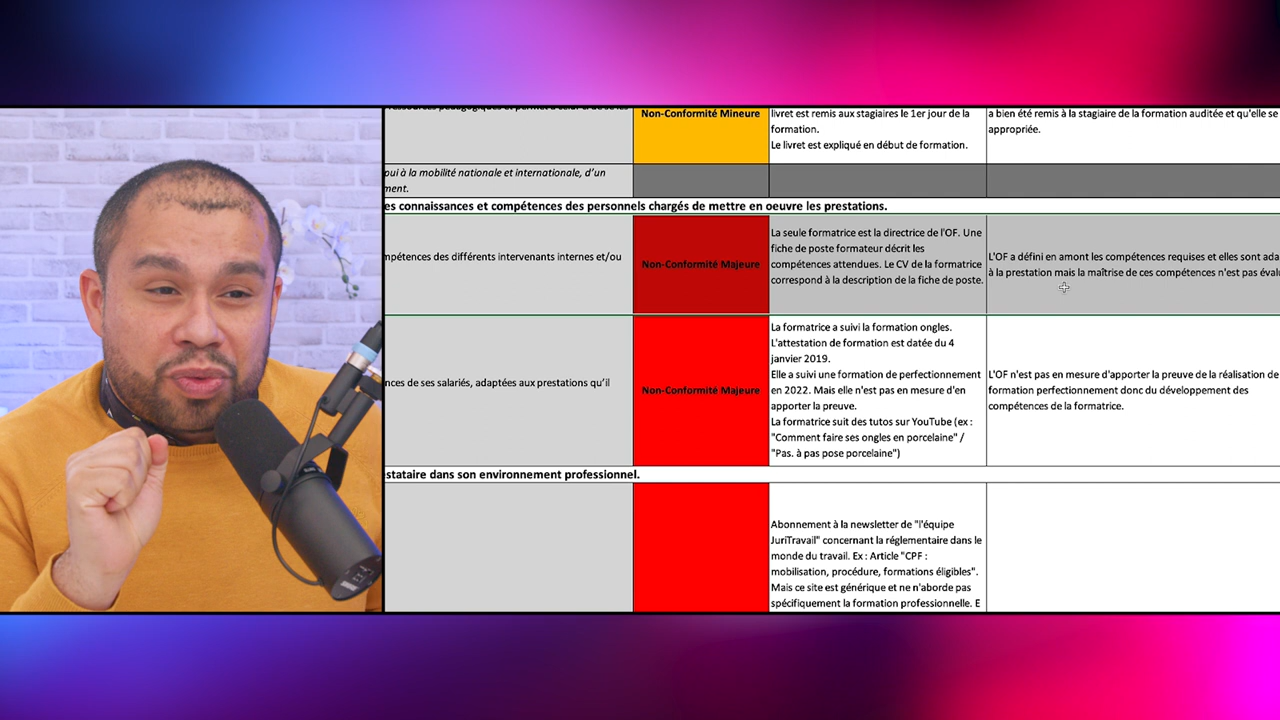 Non-Conformité Mineure
livret est remis aux stagiaires le 1er jour de la
formation.
Le livret est expliqué en début de formation.
a bien été remis à la stagiaire de la formation auditée et qu'elle se
appropriée.
pui à la mobilité nationale et internationale, d'un
ment.
es connaissances et compétences des personnels chargés de mettre en oeuvre les prestations.
mpétences des différents intervenants internes et/ou
Non-Conformité Majeure
La seule formatrice est la directrice de l'OF. Une
fiche de poste formateur décrit les
compétences attendues. Le CV de la formatrice
correspond à la description de la fiche de poste.
L'OF a défini en amont les compétences requises et elles sont ada
à la prestation mais la maîtrise de ces compétences n'est pas éval
nces de ses salariés, adaptées aux prestations qu'il
Non-Conformité Majeure
La formatrice a suivi la formation ongles.
L'attestation de formation est datée du 4
janvier 2019.
Elle a suivi une formation de perfectionnement
en 2022. Mais elle n'est pas en mesure d'en
apporter la preuve.
La formatrice suit des tutos sur YouTube (ex :
"Comment faire ses ongles en porcelaine" /
"Pas. à pas pose porcelaine")
L'OF n'est pas en mesure d'apporter la preuve de la réalisation de
formation perfectionnement donc du développement des
compétences de la formatrice.
stataire dans son environnement professionnel.
Abonnement à la newsletter de "l'équipe
JuriTravail" concernant la réglementaire dans le
monde du travail. Ex : Article "CPF :
mobilisation, procédure, formations éligibles".
Mais ce site est générique et ne n'aborde pas
spécifiquement la formation professionnelle. E